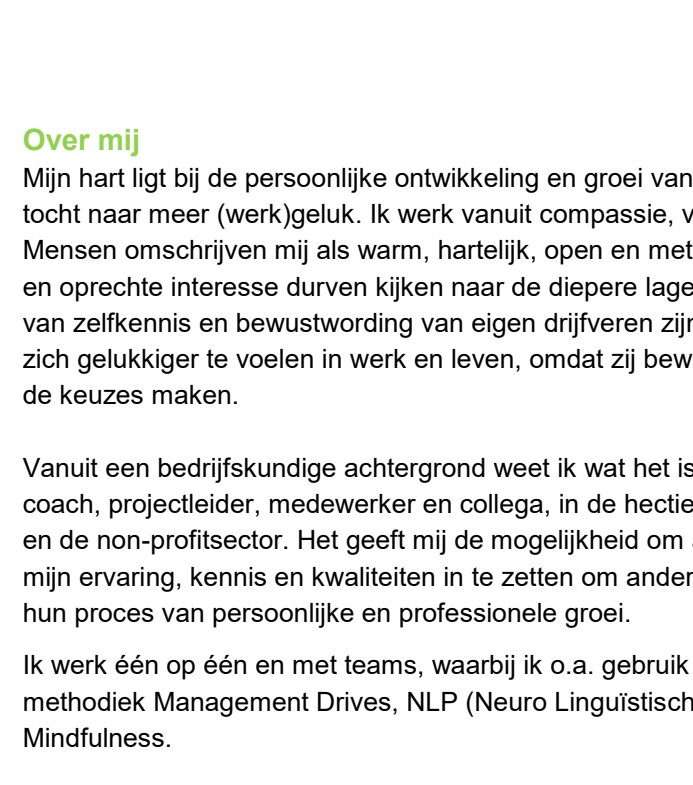 Over mij
Mijn hart ligt bij de persoonlijke ontwikkeling en groei van
tocht naar meer (werk)geluk. Ik werk vanuit compassie, v
Mensen omschrijven mij als warm, hartelijk, open en met
en oprechte interesse durven kijken naar de diepere lage
van zelfkennis en bewustwording van eigen drijfveren zijn
zich gelukkiger te voelen in werk en leven, omdat zij bew
de keuzes maken.
Vanuit een bedrijfskundige achtergrond weet ik wat het is
coach, projectleider, medewerker en collega, in de hectie
en de non-profitsector. Het geeft mij de mogelijkheid om
mijn ervaring, kennis en kwaliteiten in te zetten om ander
hun proces van persoonlijke en professionele groei.
Ik werk één op één en met teams, waarbij ik o.a. gebruik
methodiek Management Drives, NLP (Neuro Linguïstisch
Mindfulness.